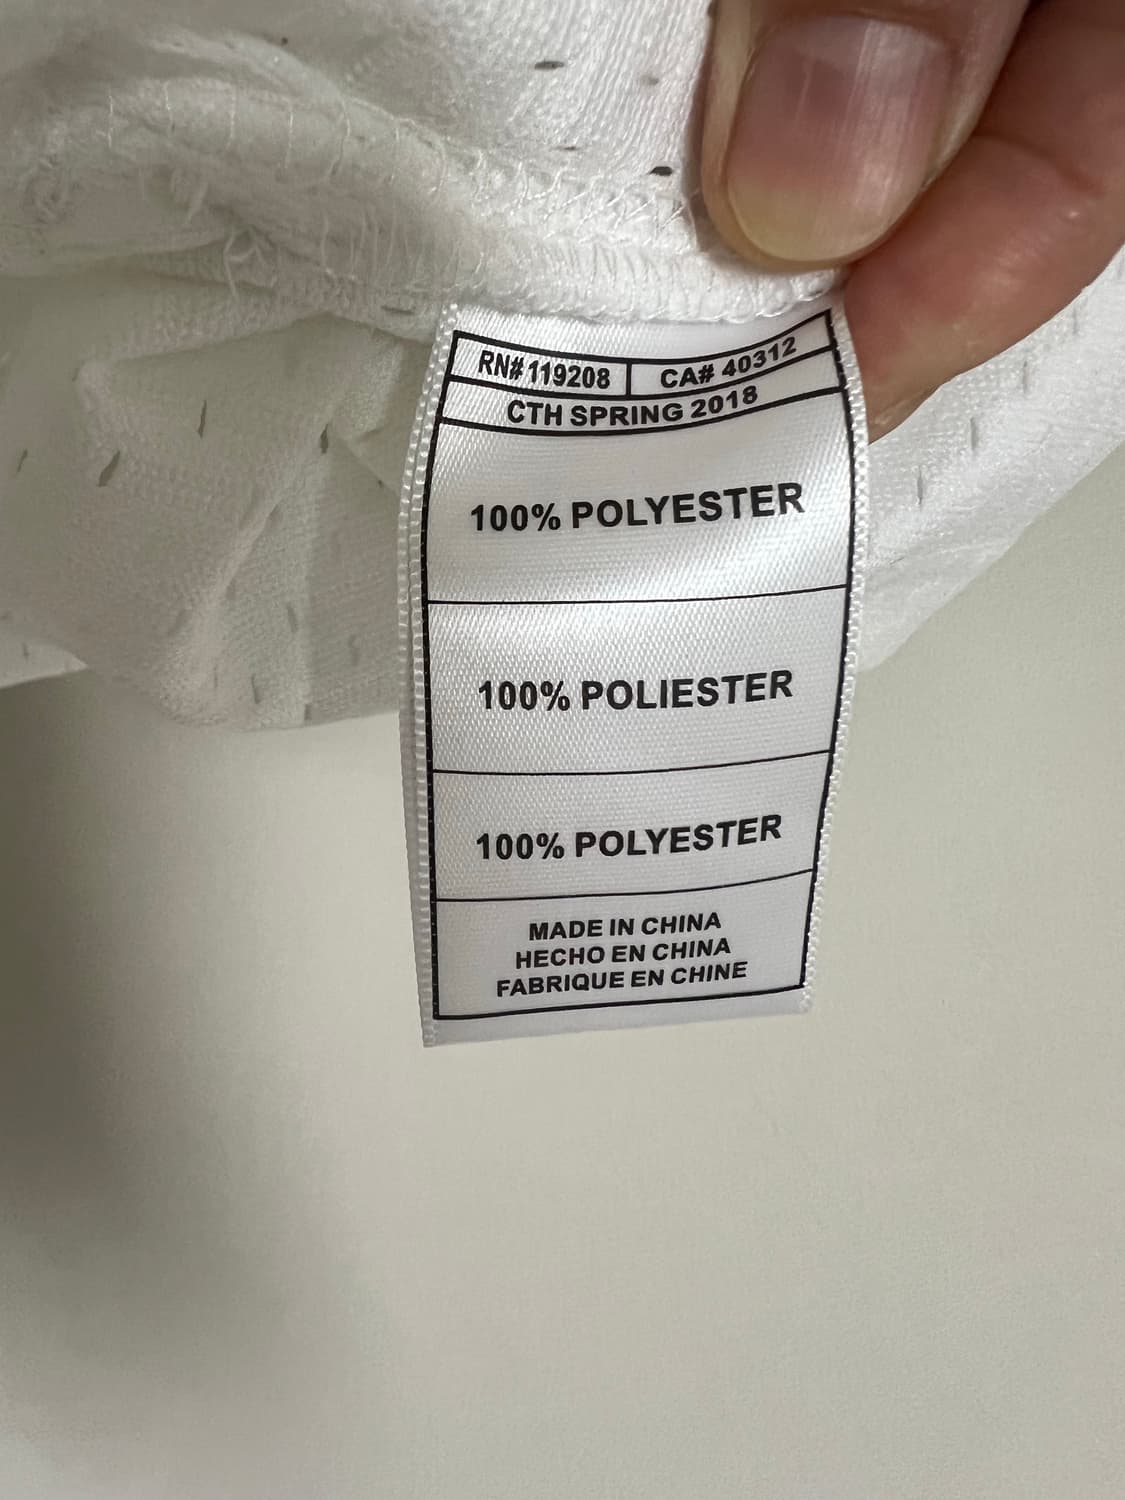 RN# 119208 CA# 40312
CTH SPRING 2018
100% POLYESTER
100% POLIESTER
100% POLYESTER
MADE IN CHINA
HECHO EN CHINA
FABRIQUE EN CHINE